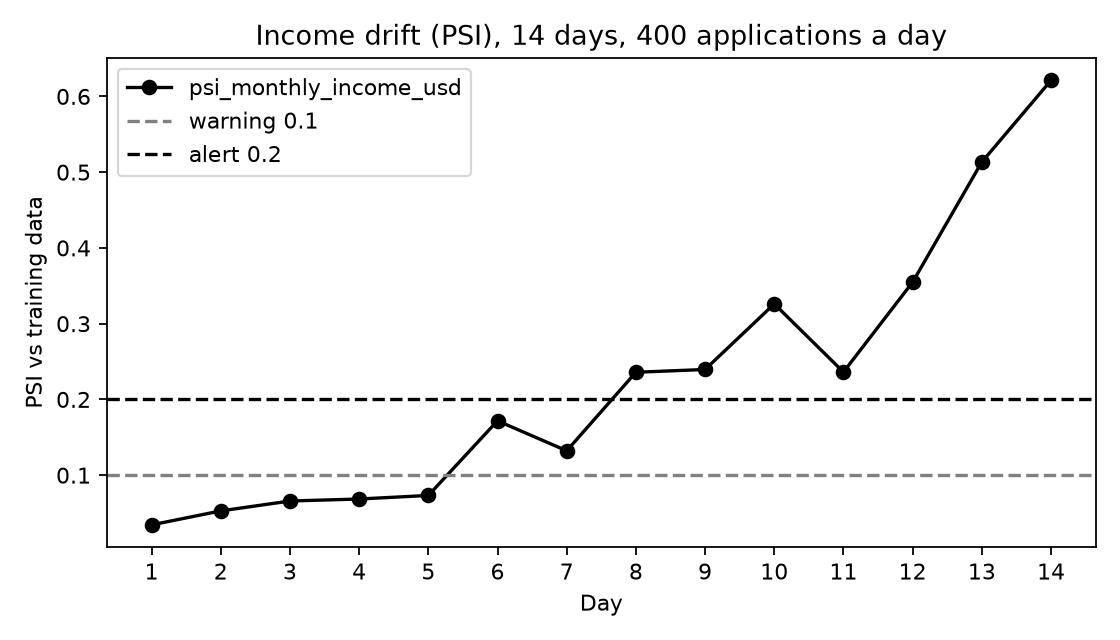 Income drift (PSI), 14 days, 400 applications a day
psi_monthly_income_usd
warning 0.1
alert 0.2
PSI vs training data
0.6
0.5
0.4
0.3
0.2
0.1
1 2 3 4 5 6 7 8 9 10 11 12 13 14
Day